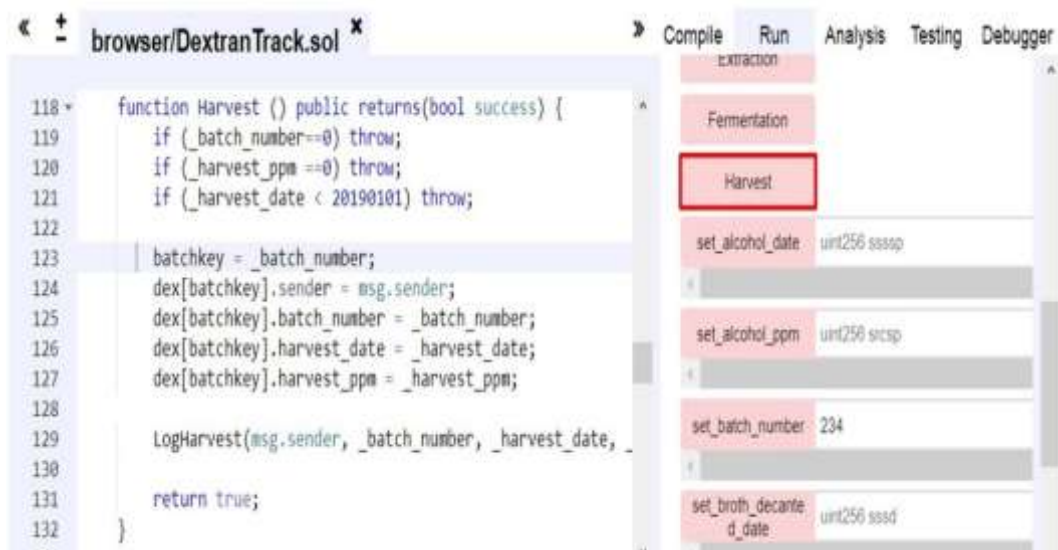 browser/DextranTrack.sol ×
118 function Harvest () public returns(bool success) {
119 if (_batch_number==0) throw;
120 if (_harvest_ppm ==0) throw;
121 if (_harvest_date < 20190101) throw;
122
123 batchkey = _batch_number;
124 dex[batchkey].sender = msg.sender;
125 dex[batchkey].batch_number = _batch_number;
126 dex[batchkey].harvest_date = _harvest_date;
127 dex[batchkey].harvest_ppm = _harvest_ppm;
128
129 LogHarvest(msg.sender, _batch_number, _harvest_date, _
130
131 return true;
132 }
Compile Run Analysis Testing Debugger
Extraction
Fermentation
Harvest
set_alcohol_date uint256 ssssp
set_alcohol_ppm uint256 srcsp
set_batch_number 234
set_broth_decante
d_date uint256 sssd